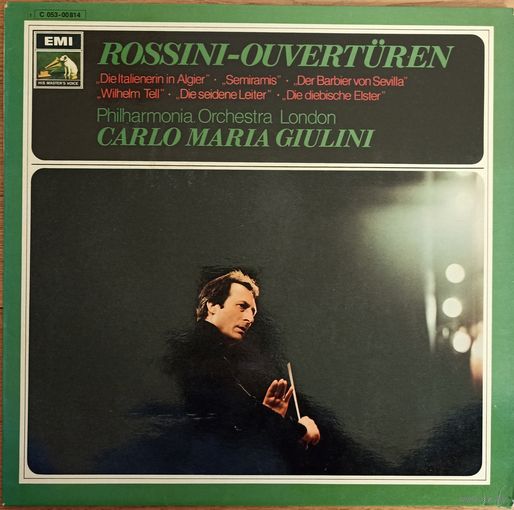 1 C 053-00814
EMI
HIS MASTER'S VOICE
ROSSINI-OUVERTÜREN
„Die Italienerin in Algier” · „Semiramis” · „Der Barbier von Sevilla”
„Wilhelm Tell” · „Die seidene Leiter” · „Die diebische Elster”
Philharmonia Orchestra London
CARLO MARIA GIULINI